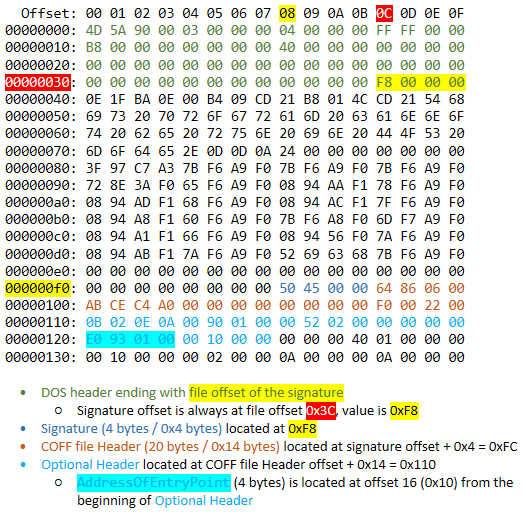 Offset: 00 01 02 03 04 05 06 07 08 09 0A 0B 0C 0D 0E 0F
00000000: 4D 5A 90 00 03 00 00 00 04 00 00 00 FF FF 00 00
00000010: B8 00 00 00 00 00 00 00 40 00 00 00 00 00 00 00
00000020: 00 00 00 00 00 00 00 00 00 00 00 00 00 00 00 00
00000030: 00 00 00 00 00 00 00 00 00 00 00 00 F8 00 00 00
00000040: 0E 1F BA 0E 00 B4 09 CD 21 B8 01 4C CD 21 54 68
00000050: 69 73 20 70 72 6F 67 72 61 6D 20 63 61 6E 6E 6F
00000060: 74 20 62 65 20 72 75 6E 20 69 6E 20 44 4F 53 20
00000070: 6D 6F 64 65 2E 0D 0D 0A 24 00 00 00 00 00 00 00
00000080: 3F 97 C7 A3 7B F6 A9 F0 7B F6 A9 F0 7B F6 A9 F0
00000090: 72 8E 3A F0 65 F6 A9 F0 08 94 AA F1 78 F6 A9 F0
000000a0: 08 94 AD F1 68 F6 A9 F0 08 94 AC F1 7F F6 A9 F0
000000b0: 08 94 A8 F1 60 F6 A9 F0 7B F6 A8 F0 6D F7 A9 F0
000000c0: 08 94 A1 F1 66 F6 A9 F0 08 94 56 F0 7A F6 A9 F0
000000d0: 08 94 AB F1 7A F6 A9 F0 52 69 63 68 7B F6 A9 F0
000000e0: 00 00 00 00 00 00 00 00 00 00 00 00 00 00 00 00
000000f0: 00 00 00 00 00 00 00 00 50 45 00 00 64 86 06 00
00000100: AB CE C4 A0 00 00 00 00 00 00 00 00 F0 00 22 00
00000110: 0B 02 0E 0A 00 90 01 00 00 52 02 00 00 00 00 00
00000120: E0 93 01 00 00 10 00 00 00 00 00 40 01 00 00 00
00000130: 00 10 00 00 00 02 00 00 0A 00 00 00 0A 00 00 00
• DOS header ending with file offset of the signature
o Signature offset is always at file offset 0x3C, value is 0xF8
• Signature (4 bytes / 0x4 bytes) located at 0xF8
• COFF file Header (20 bytes / 0x14 bytes) located at signature offset + 0x4 = 0xFC
• Optional Header located at COFF file Header offset + 0x14 = 0x110
o AddressOfEntryPoint (4 bytes) is located at offset 16 (0x10) from the
beginning of Optional Header